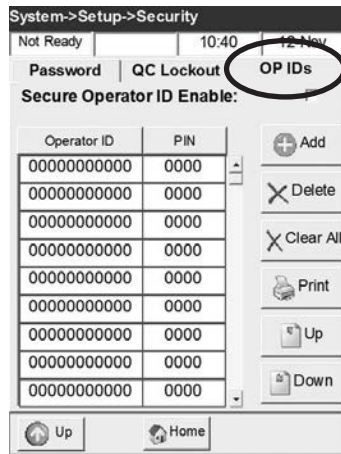 System->Setup->Security
Not Ready 10:40 12-Nov
Password QC Lockout OP IDs
Secure Operator ID Enable:
Operator ID PIN
00000000000 0000
00000000000 0000
00000000000 0000
00000000000 0000
00000000000 0000
00000000000 0000
00000000000 0000
00000000000 0000
00000000000 0000
Add
Delete
Clear All
Print
Up
Down
Up Home